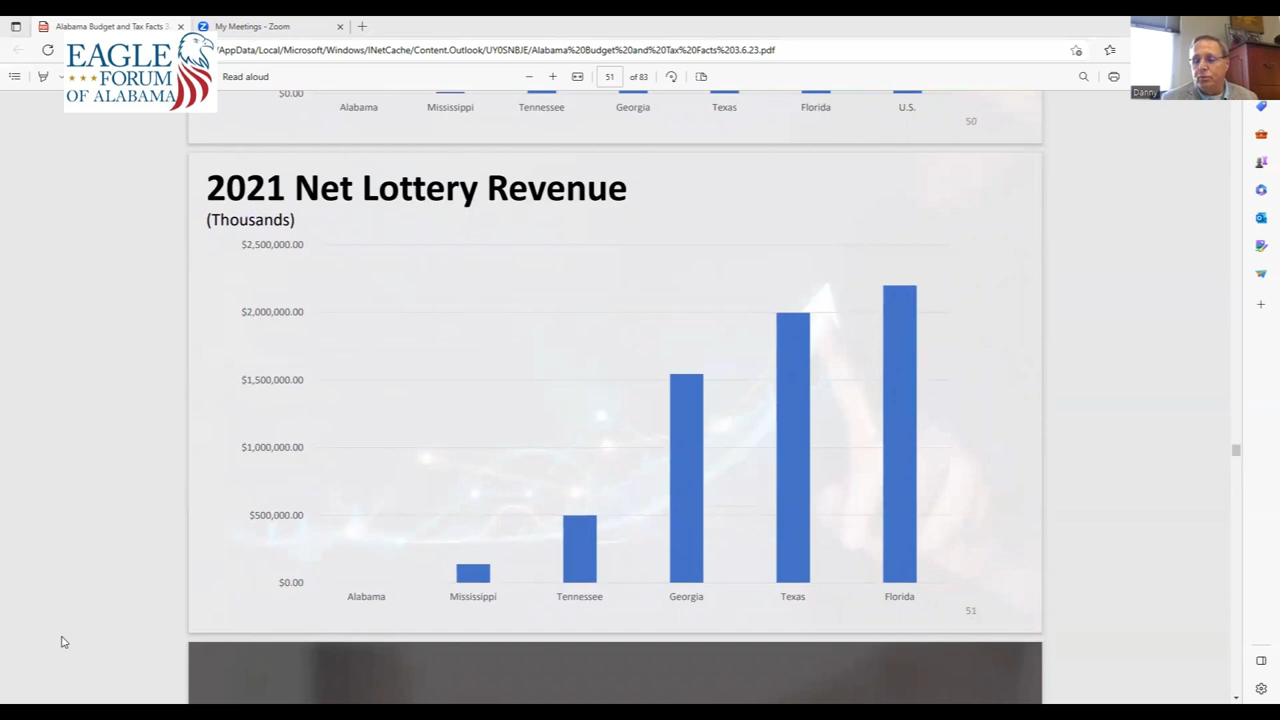 Alabama Budget and Tax Facts 3.
My Meetings - Zoom
/AppData/Local/Microsoft/Windows/INetCache/Content.Outlook/UY0SNBJE/Alabama%20Budget%20and%20Tax%20Facts%203.6.23.pdf
EAGLE
FORUM
OF ALABAMA
Read aloud
51 of 83
Danny
$0.00
Alabama Mississippi Tennessee Georgia Texas Florida U.S.
50
2021 Net Lottery Revenue
(Thousands)
$2,500,000.00
$2,000,000.00
$1,500,000.00
$1,000,000.00
$500,000.00
$0.00
Alabama Mississippi Tennessee Georgia Texas Florida
51